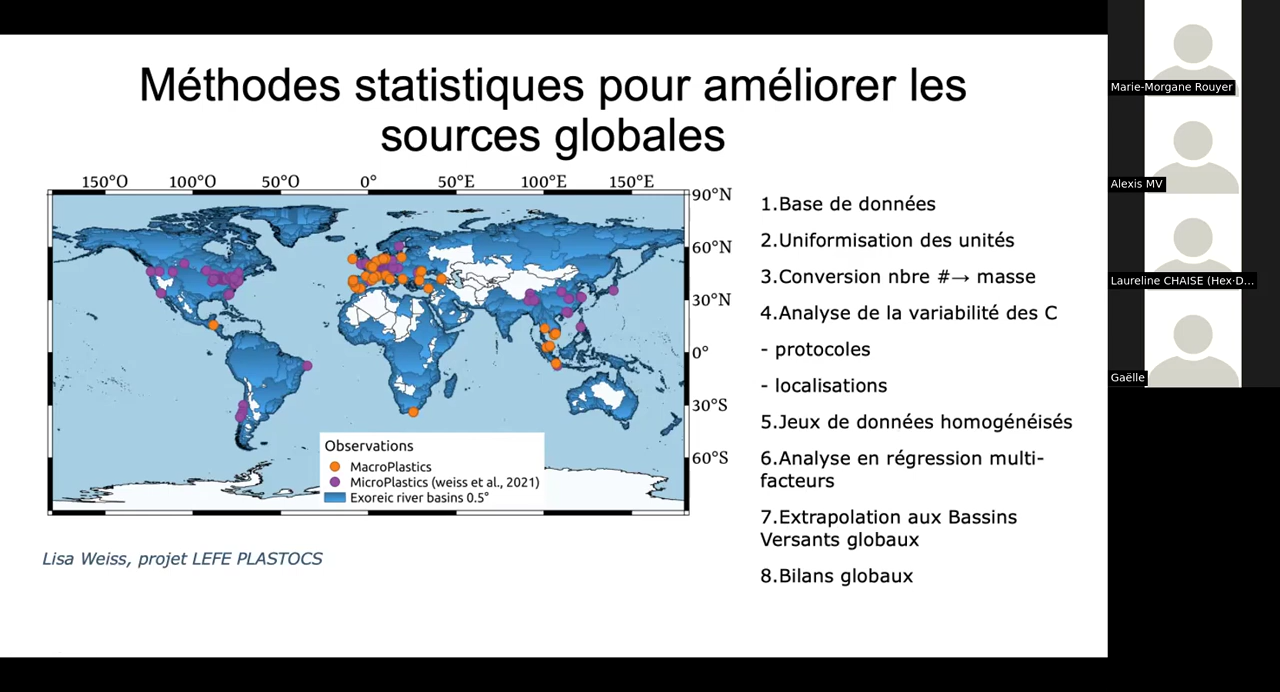 Méthodes statistiques pour améliorer les
sources globales
150°O 100°O 50°O 0° 50°E 100°E 150°E
90°N
60°N
30°N
0°
30°S
60°S
Observations
MacroPlastics
MicroPlastics (weiss et al., 2021)
Exoreic river basins 0.5°
Lisa Weiss, projet LEFE PLASTOCS
1.Base de données
2.Uniformisation des unités
3.Conversion nbre #→ masse
4.Analyse de la variabilité des C
- protocoles
- localisations
5.Jeux de données homogénéisés
6.Analyse en régression multi-
facteurs
7.Extrapolation aux Bassins
Versants globaux
8.Bilans globaux
Marie-Morgane Rouyer
Alexis MV
Laureline CHAISE (Hex·D...
Gaëlle